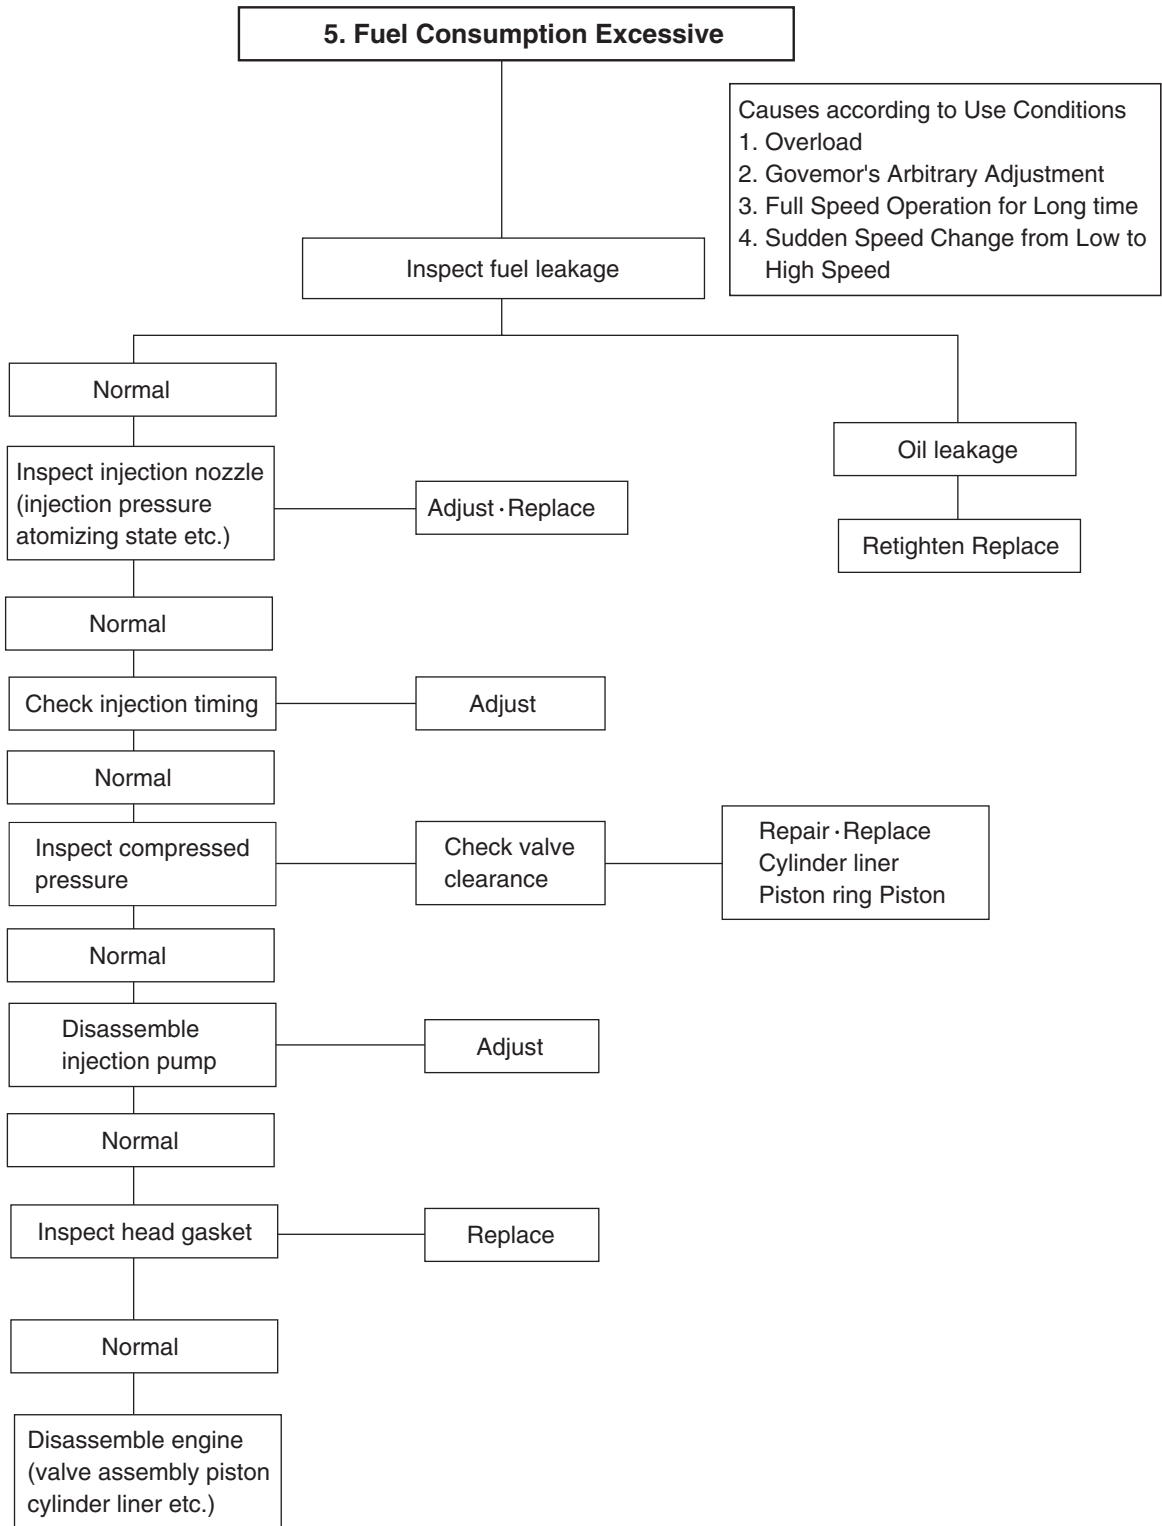 5. Fuel Consumption Excessive
Causes according to Use Conditions
1. Overload
2. Govemor's Arbitrary Adjustment
3. Full Speed Operation for Long time
4. Sudden Speed Change from Low to
High Speed
Inspect fuel leakage
Normal
Oil leakage
Retighten Replace
Inspect injection nozzle
(injection pressure
atomizing state etc.)
Adjust·Replace
Normal
Check injection timing
Adjust
Normal
Inspect compressed
pressure
Check valve
clearance
Repair·Replace
Cylinder liner
Piston ring Piston
Normal
Disassemble
injection pump
Adjust
Normal
Inspect head gasket
Replace
Normal
Disassemble engine
(valve assembly piston
cylinder liner etc.)